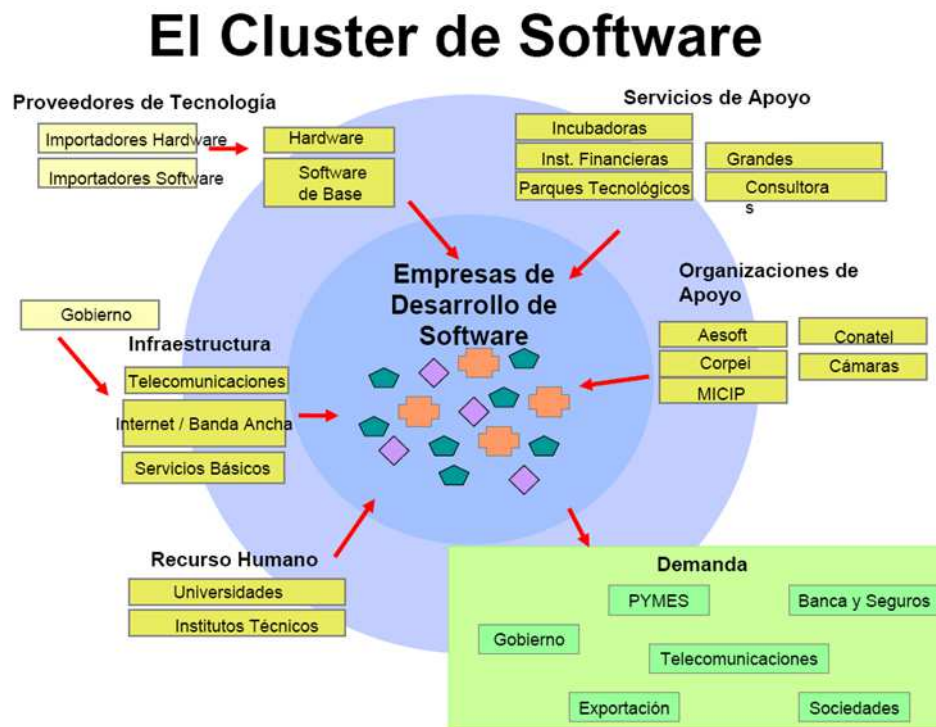 El Cluster de Software
Proveedores de Tecnología
Importadores Hardware
Importadores Software
Hardware
Software
de Base
Servicios de Apoyo
Incubadoras
Inst. Financieras
Parques Tecnológicos
Grandes
Consultora
s
Empresas de
Desarrollo de
Software
Organizaciones de
Apoyo
Aesoft
Corpei
MICIP
Conatel
Cámaras
Gobierno
Infraestructura
Telecomunicaciones
Internet / Banda Ancha
Servicios Básicos
Recurso Humano
Universidades
Institutos Técnicos
Demanda
PYMES
Banca y Seguros
Gobierno
Telecomunicaciones
Exportación
Sociedades